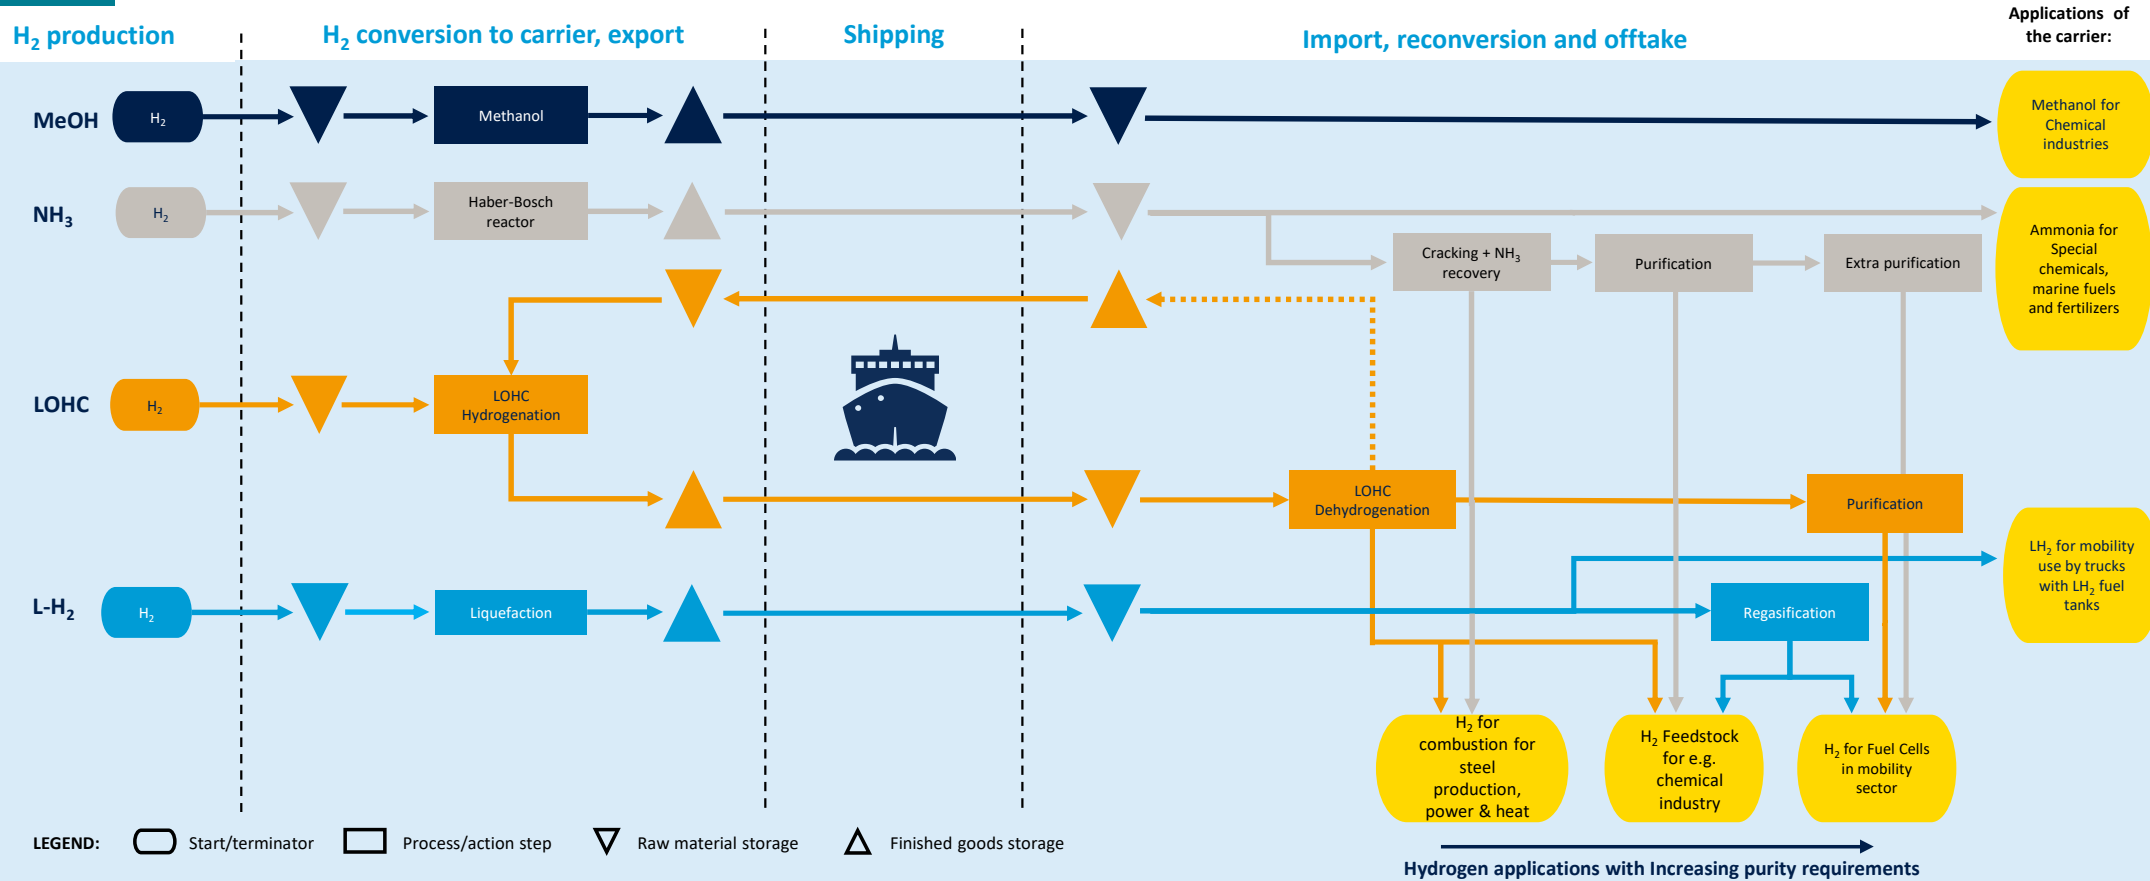 H₂ production
H₂ conversion to carrier, export
Shipping
Import, reconversion and offtake
Applications of
the carrier:
MeOH
H₂
Methanol
Methanol for
Chemical
industries
NH₃
H₂
Haber-Bosch
reactor
Cracking + NH₃
recovery
Purification
Extra purification
Ammonia for
Special
chemicals,
marine fuels
and fertilizers
LOHC
H₂
LOHC
Hydrogenation
LOHC
Dehydrogenation
Purification
L-H₂
H₂
Liquefaction
Regasification
LH₂ for mobility
use by trucks
with LH₂ fuel
tanks
H₂ for
combustion for
steel
production,
power & heat
H₂ Feedstock
for e.g.
chemical
industry
H₂ for Fuel Cells
in mobility
sector
LEGEND:
Start/terminator
Process/action step
Raw material storage
Finished goods storage
Hydrogen applications with Increasing purity requirements